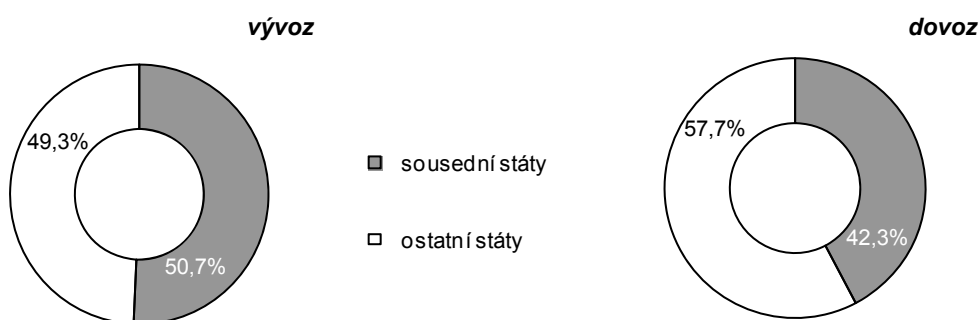 vývoz
dovoz
49,3%
50,7%
sousední státy
ostatní státy
57,7%
42,3%